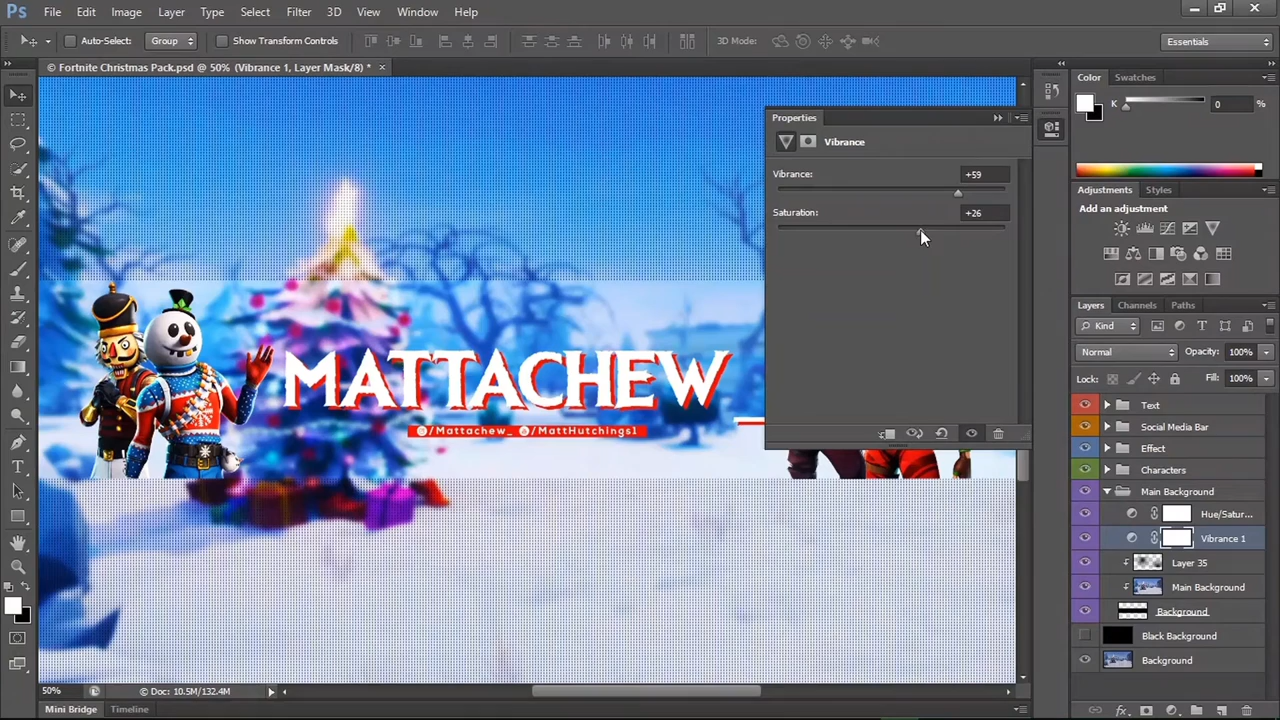 Ps File Edit Image Layer Type Select Filter 3D View Window Help
Auto-Select: Group Show Transform Controls 3D Mode: Essentials
© Fortnite Christmas Pack.psd @ 50% (Vibrance 1, Layer Mask/8) * ×
Color Swatches
K 0 %
Properties
Vibrance
Vibrance: +59
Saturation: +26
Adjustments Styles
Add an adjustment
Layers Channels Paths
Kind
Normal Opacity: 100%
Lock: Fill: 100%
Text
Social Media Bar
Effect
Characters
Main Background
Hue/Satur...
Vibrance 1
Layer 35
Main Background
Background
Black Background
Background
MATTACHEW
/Mattachew_ /MattHutchings1
50% © Doc: 10.5M/132.4M
Mini Bridge Timeline